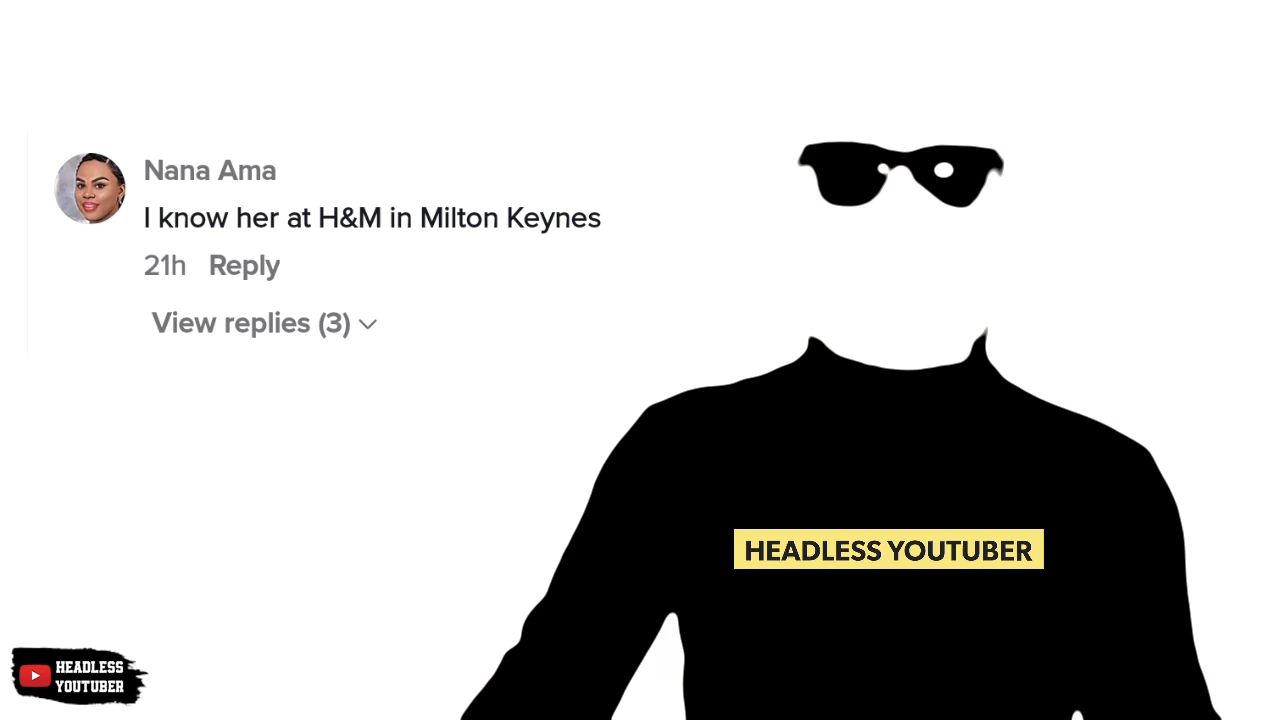 Nana Ama
I know her at H&M in Milton Keynes
21h Reply
View replies (3)
HEADLESS YOUTUBER
HEADLESS
YOUTUBER